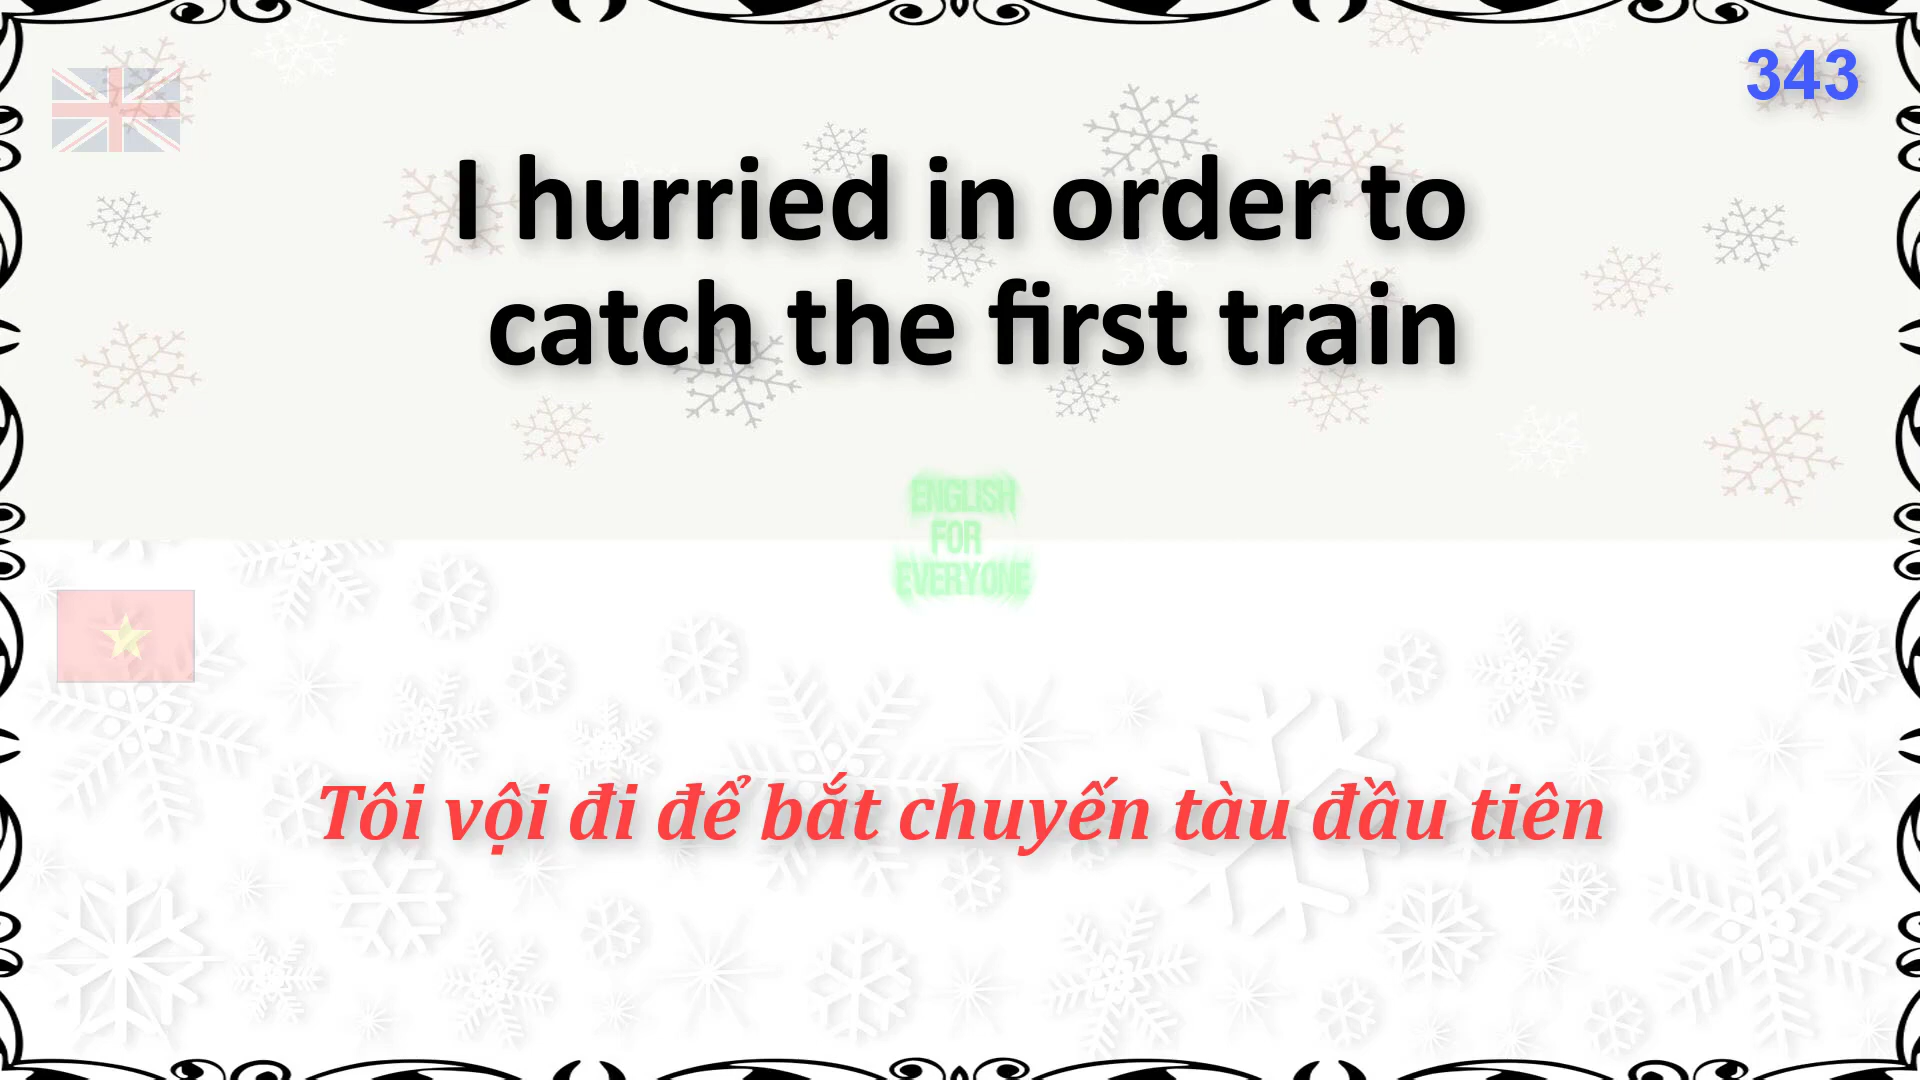 343
I hurried in order to
catch the first train
ENGLISH
FOR
EVERYONE
Tôi vội đi để bắt chuyến tàu đầu tiên